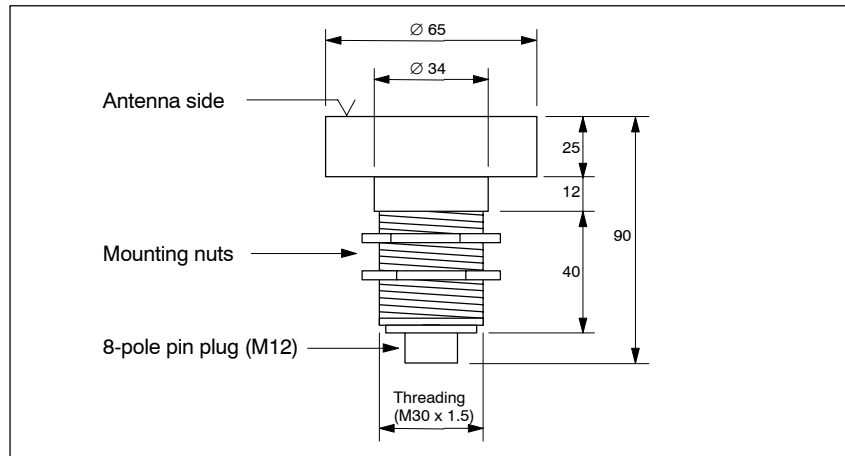 ∅ 65
∅ 34
Antenna side
25
12
90
Mounting nuts
40
8-pole pin plug (M12)
Threading
(M30 x 1.5)